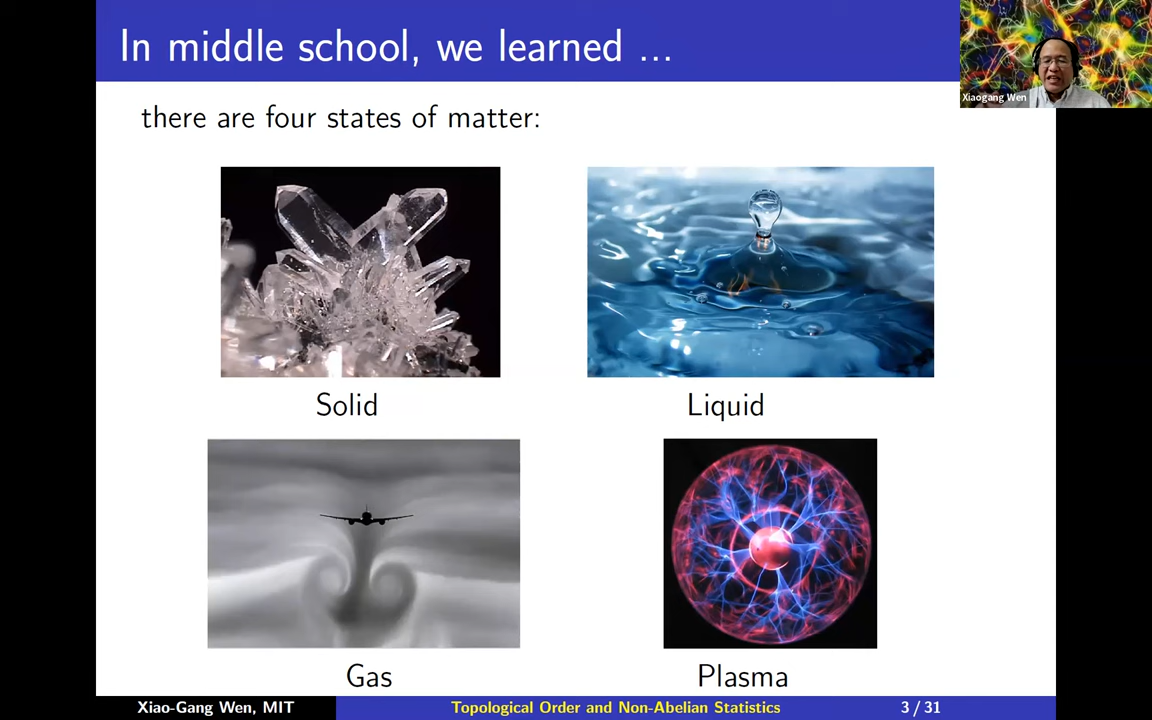 In middle school, we learned ...
Xiaogang Wen
there are four states of matter:
Solid
Liquid
Gas
Plasma
Xiao-Gang Wen, MIT
Topological Order and Non-Abelian Statistics
3 / 31